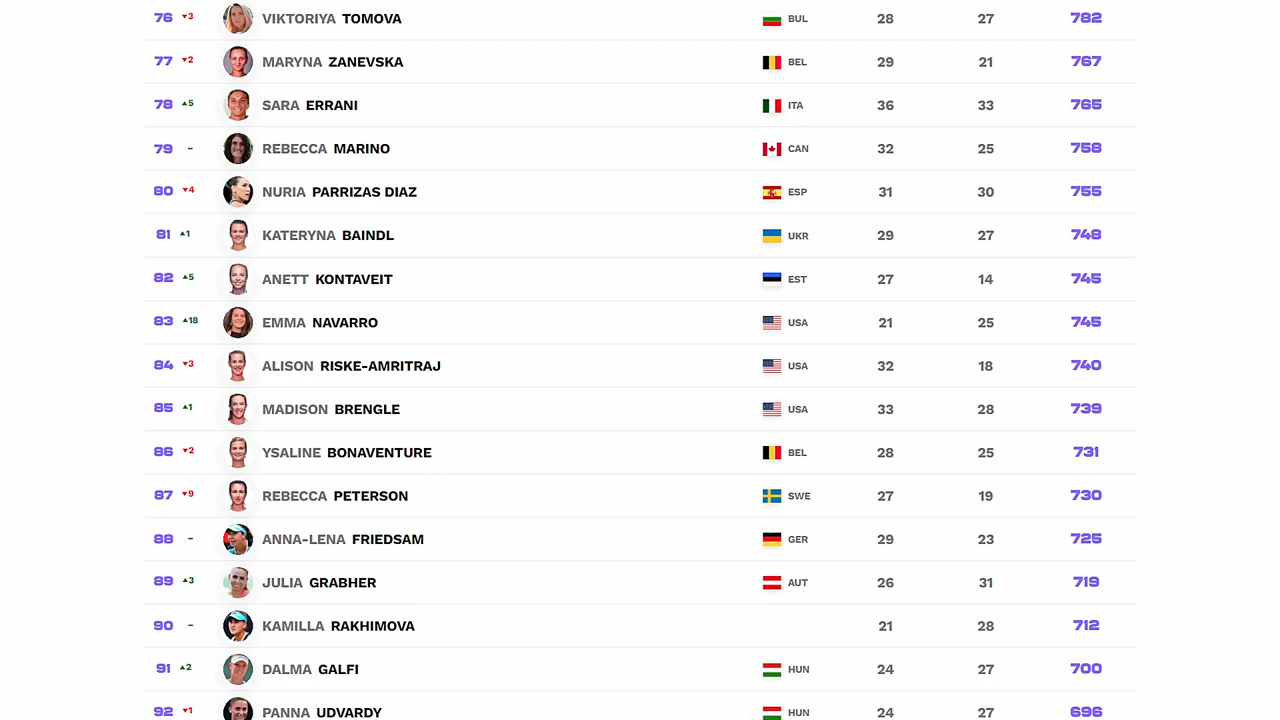 76 ▼3 VIKTORIYA TOMOVA BUL 28 27 782
77 ▼2 MARYNA ZANEVSKA BEL 29 21 767
78 ▲5 SARA ERRANI ITA 36 33 765
79 - REBECCA MARINO CAN 32 25 758
80 ▼4 NURIA PARRIZAS DIAZ ESP 31 30 755
81 ▲1 KATERYNA BAINDL UKR 29 27 748
82 ▲5 ANETT KONTAVEIT EST 27 14 745
83 ▲18 EMMA NAVARRO USA 21 25 745
84 ▼3 ALISON RISKE-AMRITRAJ USA 32 18 740
85 ▲1 MADISON BRENGLE USA 33 28 739
86 ▼2 YSALINE BONAVENTURE BEL 28 25 731
87 ▼9 REBECCA PETERSON SWE 27 19 730
88 - ANNA-LENA FRIEDSAM GER 29 23 725
89 ▲3 JULIA GRABHER AUT 26 31 719
90 - KAMILLA RAKHIMOVA 21 28 712
91 ▲2 DALMA GALFI HUN 24 27 700
92 ▼1 PANNA UDVARDY HUN 24 27 696